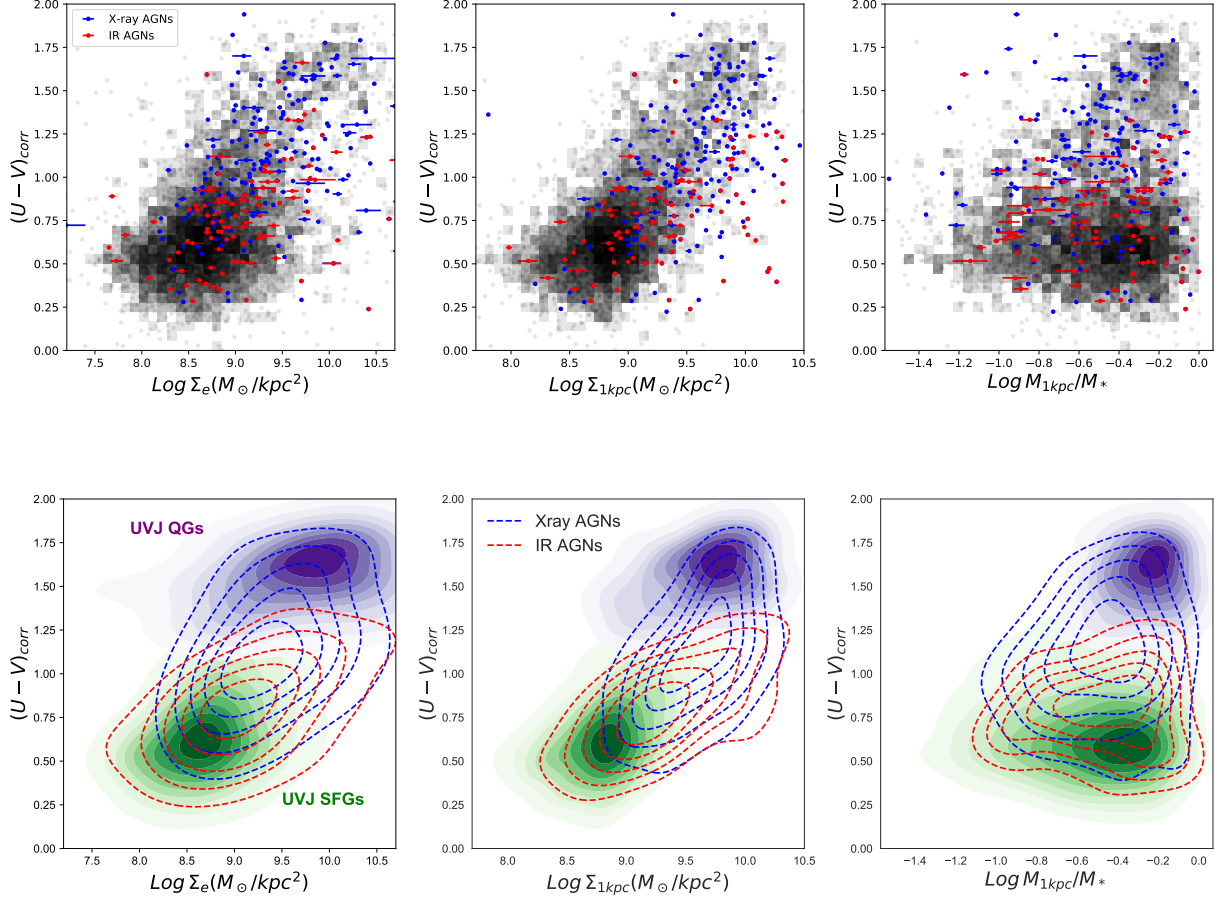 X-ray AGNs
IR AGNs
(U − V)corr
2.00
1.75
1.50
1.25
1.00
0.75
0.50
0.25
0.00
7.5 8.0 8.5 9.0 9.5 10.0 10.5
Log Σe(M⊙/kpc²)
(U − V)corr
2.00
1.75
1.50
1.25
1.00
0.75
0.50
0.25
0.00
8.0 8.5 9.0 9.5 10.0 10.5
Log Σ1kpc(M⊙/kpc²)
(U − V)corr
2.00
1.75
1.50
1.25
1.00
0.75
0.50
0.25
0.00
−1.4 −1.2 −1.0 −0.8 −0.6 −0.4 −0.2 0.0
Log M1kpc/M*
UVJ QGs
UVJ SFGs
(U − V)corr
2.00
1.75
1.50
1.25
1.00
0.75
0.50
0.25
0.00
7.5 8.0 8.5 9.0 9.5 10.0 10.5
Log Σe(M⊙/kpc²)
Xray AGNs
IR AGNs
(U − V)corr
2.00
1.75
1.50
1.25
1.00
0.75
0.50
0.25
0.00
8.0 8.5 9.0 9.5 10.0 10.5
Log Σ1kpc(M⊙/kpc²)
(U − V)corr
2.00
1.75
1.50
1.25
1.00
0.75
0.50
0.25
0.00
−1.4 −1.2 −1.0 −0.8 −0.6 −0.4 −0.2 0.0
Log M1kpc/M*